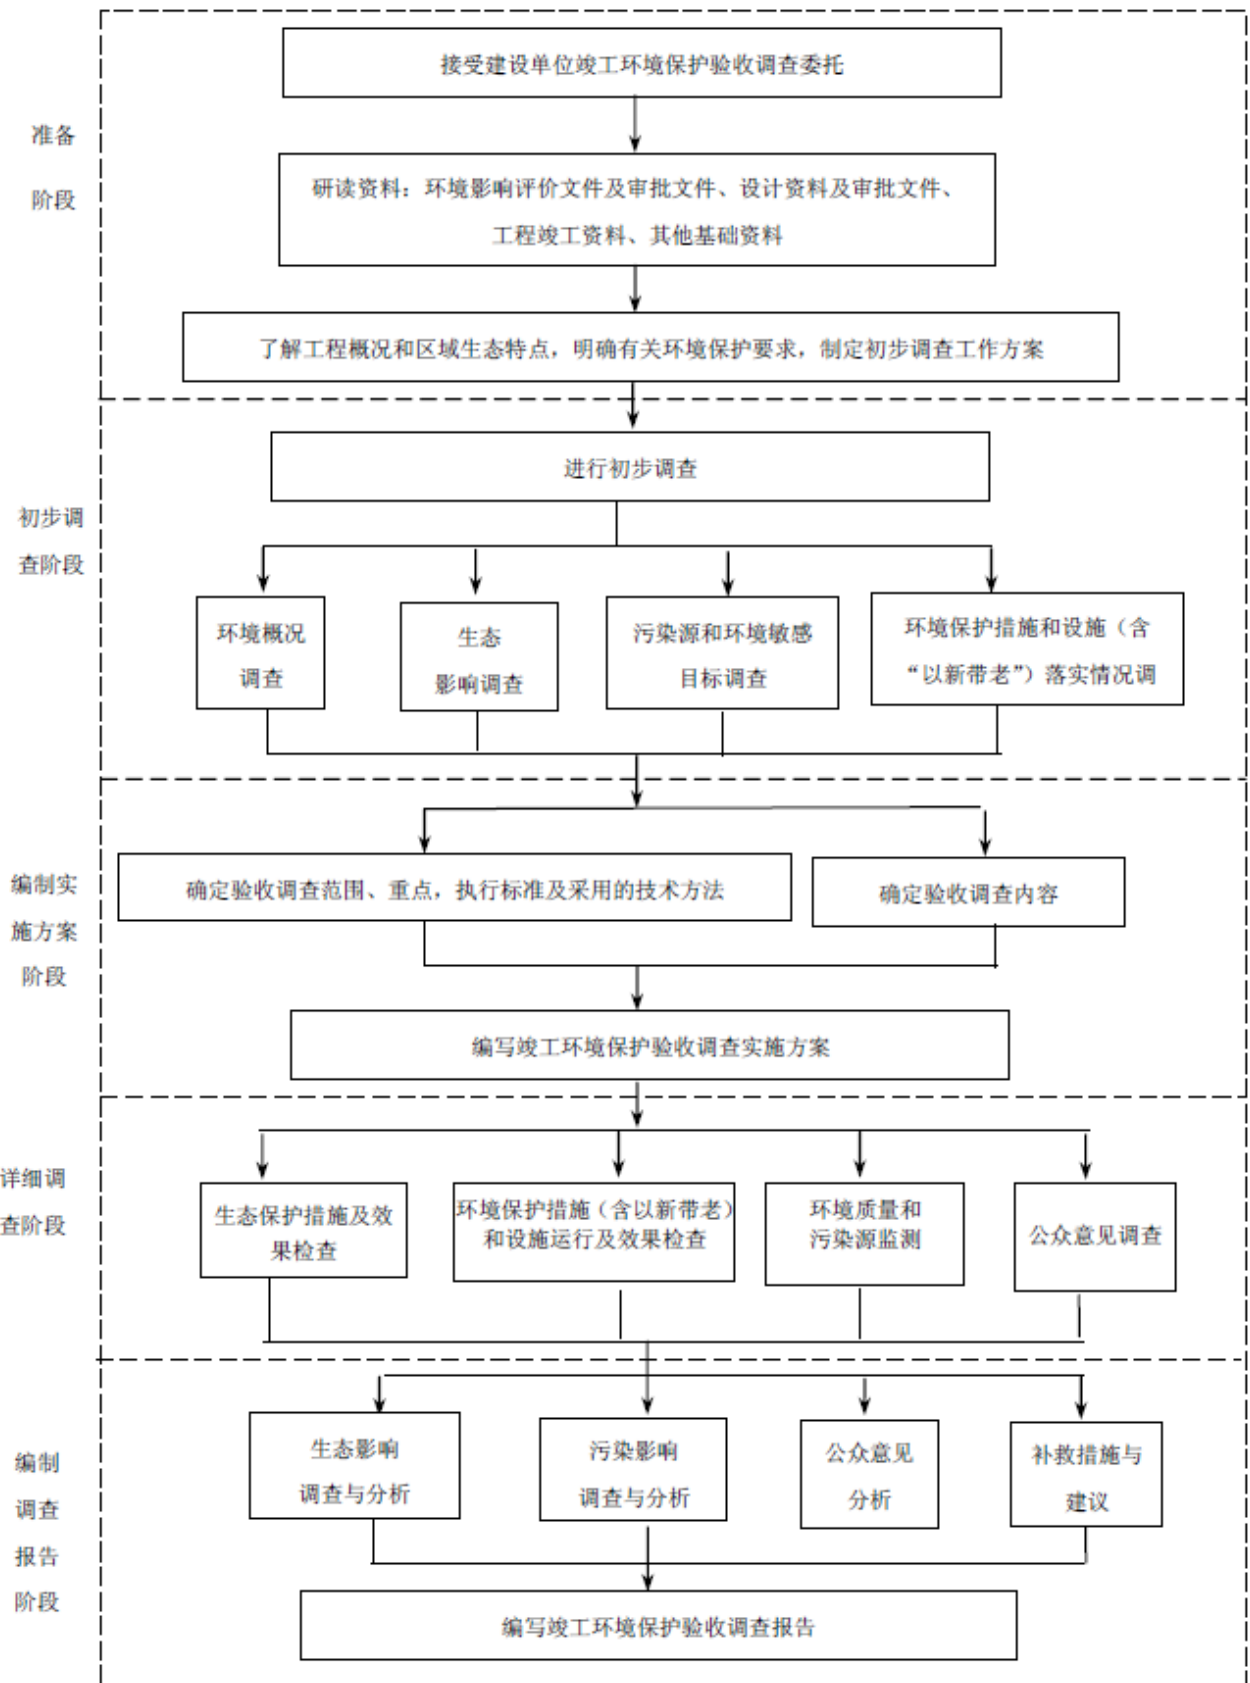 接受建设单位竣工环境保护验收调查委托
准备
阶段
研读资料：环境影响评价文件及审批文件、设计资料及审批文件、
工程竣工资料、其他基础资料
了解工程概况和区域生态特点，明确有关环境保护要求，制定初步调查工作方案
进行初步调查
初步调
查阶段
环境概况
调查
生态
影响调查
污染源和环境敏感
目标调查
环境保护措施和设施（含
“以新带老”）落实情况调
编制实
施方案
阶段
确定验收调查范围、重点，执行标准及采用的技术方法
确定验收调查内容
编写竣工环境保护验收调查实施方案
详细调
查阶段
生态保护措施及效
果检查
环境保护措施（含以新带老）
和设施运行及效果检查
环境质量和
污染源监测
公众意见调查
编制
调查
报告
阶段
生态影响
调查与分析
污染影响
调查与分析
公众意见
分析
补救措施与
建议
编写竣工环境保护验收调查报告